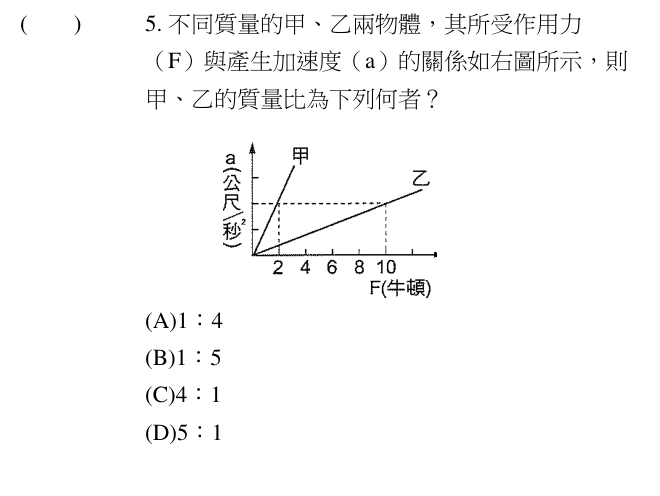 (　　) 5. 不同質量的甲、乙兩物體，其所受作用力
（F）與產生加速度（a）的關係如右圖所示，則
甲、乙的質量比為下列何者？
a(公尺/秒²)
甲
乙
2 4 6 8 10
F(牛頓)
(A)1：4
(B)1：5
(C)4：1
(D)5：1